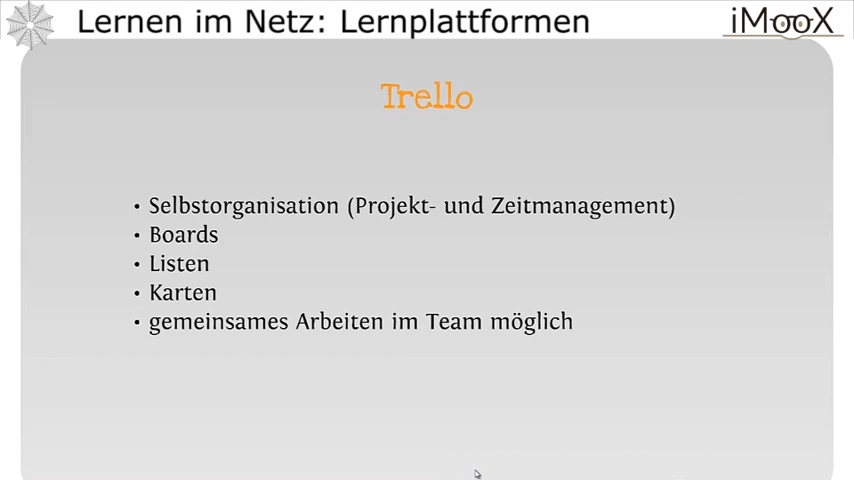 Lernen im Netz: Lernplattformen
iMooX
Trello
• Selbstorganisation (Projekt- und Zeitmanagement)
• Boards
• Listen
• Karten
• gemeinsames Arbeiten im Team möglich